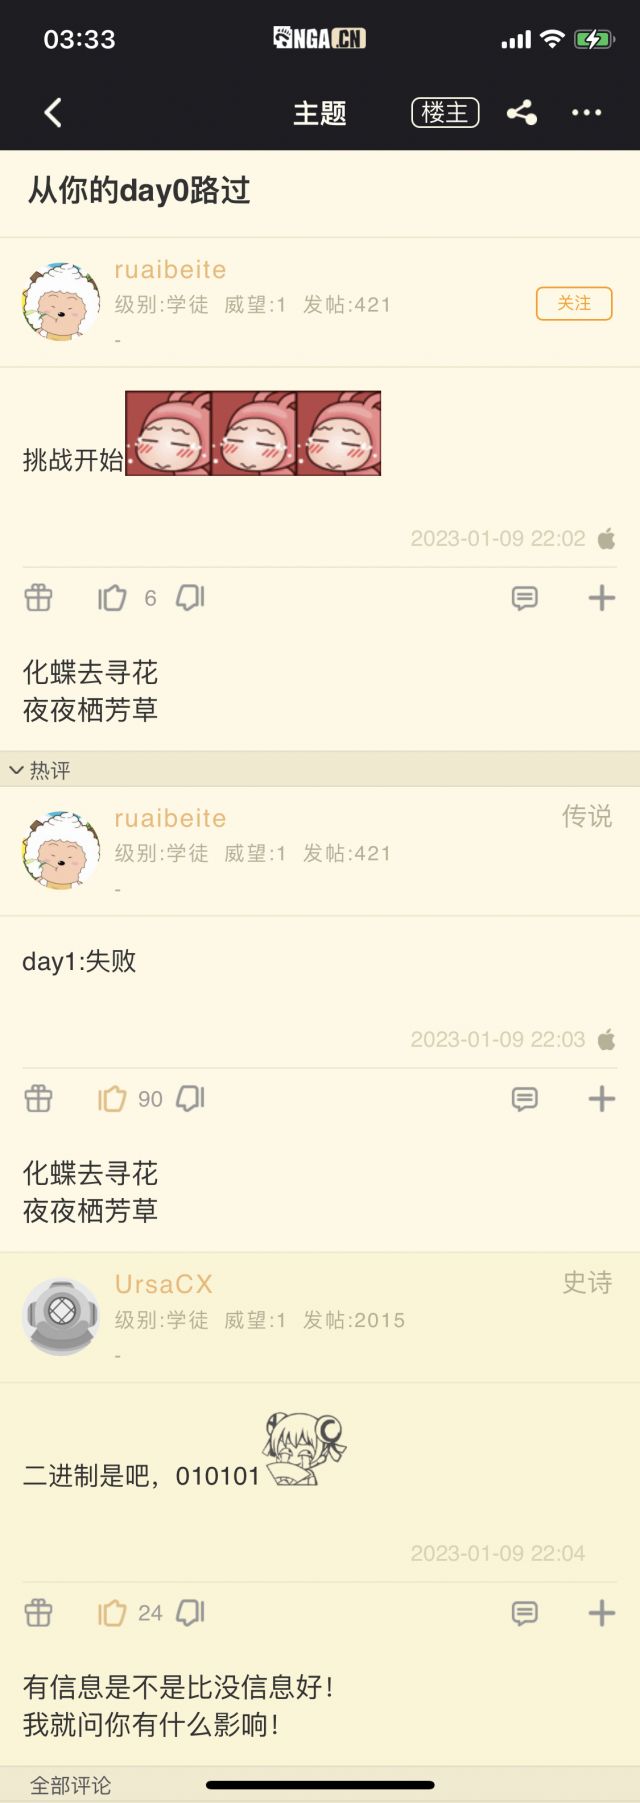 03:33
NGA.CN
主题
楼主
从你的day0路过
ruaibeite
级别:学徒 威望:1 发帖:421
关注
-
挑战开始
2023-01-09 22:02
6
化蝶去寻花
夜夜栖芳草
热评
ruaibeite
传说
级别:学徒 威望:1 发帖:421
-
day1:失败
2023-01-09 22:03
90
化蝶去寻花
夜夜栖芳草
UrsaCX
史诗
级别:学徒 威望:1 发帖:2015
-
二进制是吧，010101
2023-01-09 22:04
24
有信息是不是比没信息好！
我就问你有什么影响！
全部评论